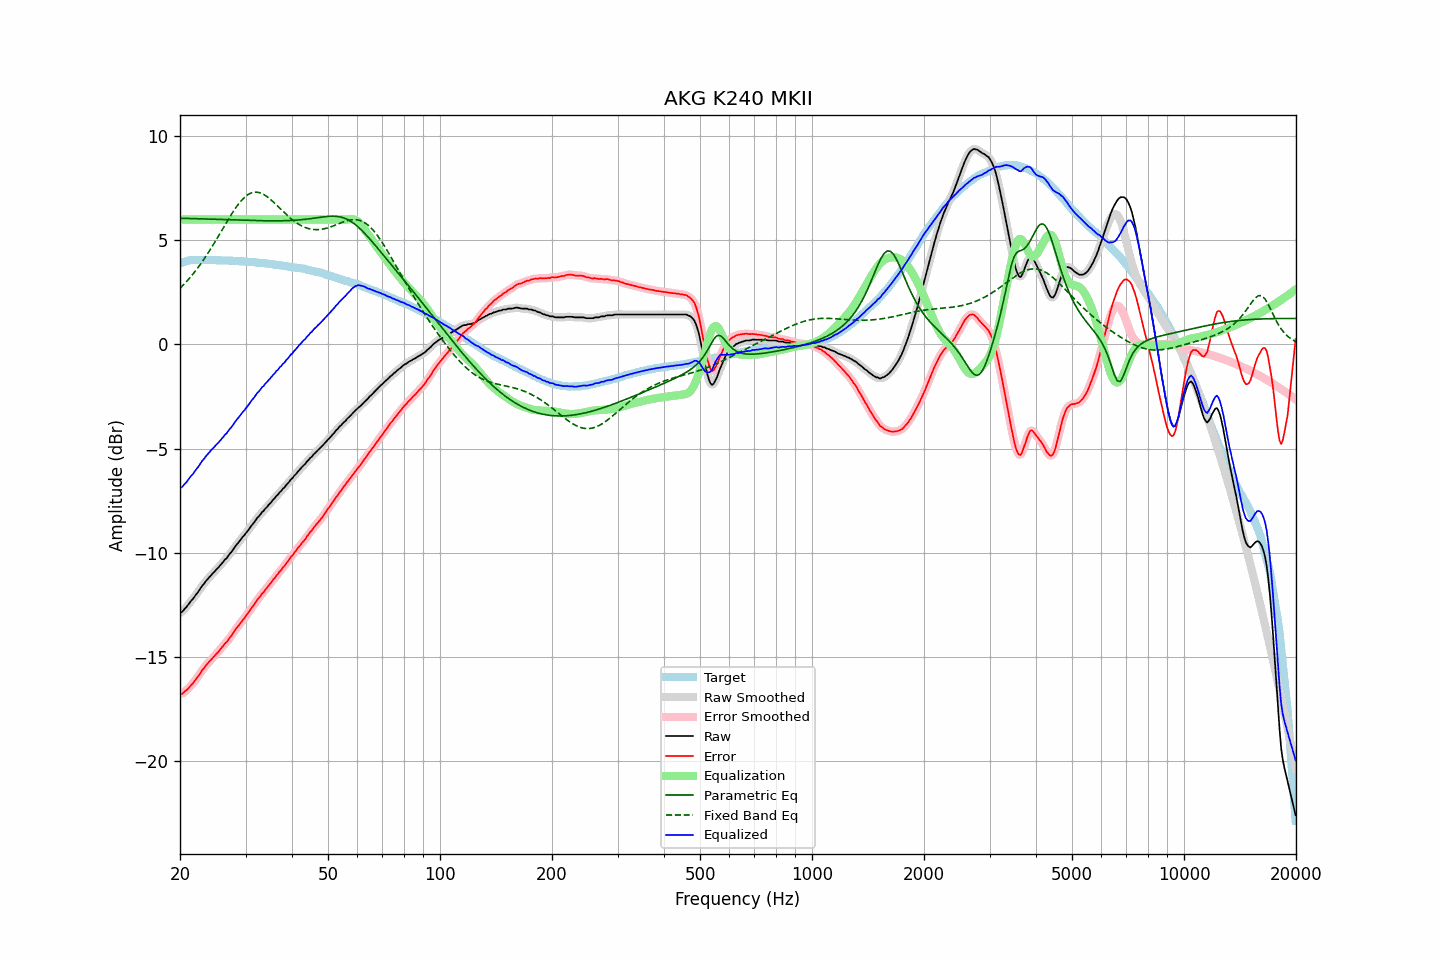 AKG K240 MKII
10
5
0
−5
−10
−15
−20
Amplitude (dBr)
Target
Raw Smoothed
Error Smoothed
Raw
Error
Equalization
Parametric Eq
Fixed Band Eq
Equalized
20 50 100 200 500 1000 2000 5000 10000 20000
Frequency (Hz)